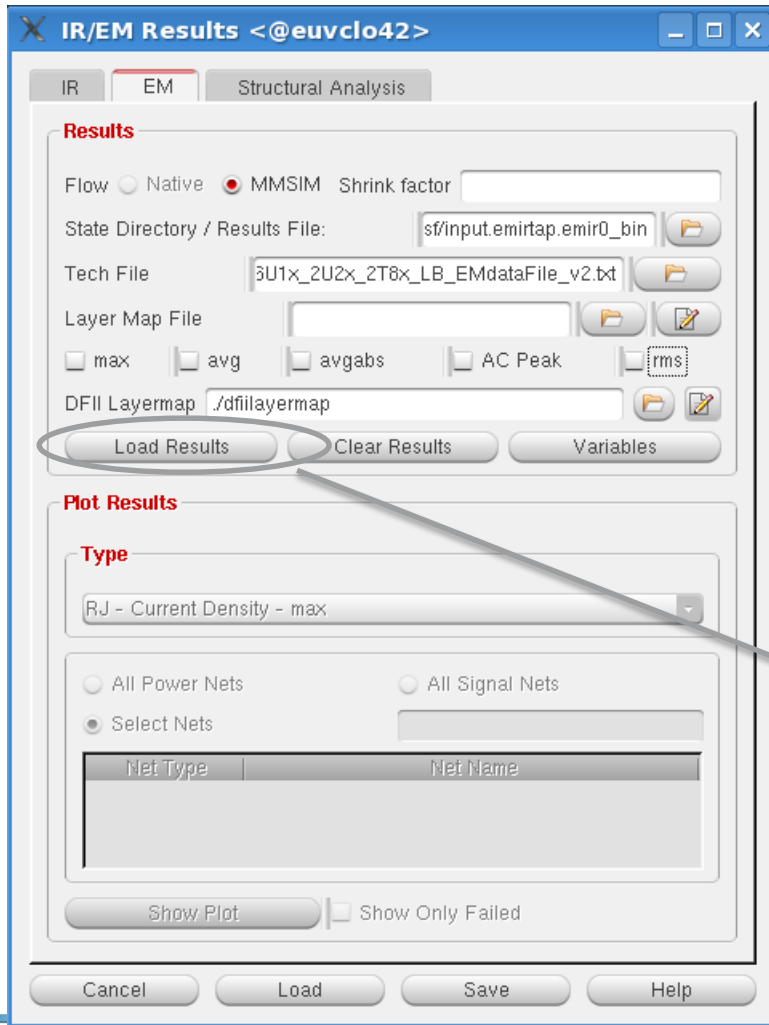 IR/EM Results <@euvclo42>
IR EM Structural Analysis
Results
Flow Native MMSIM Shrink factor
State Directory / Results File: sf/input.emirtap.emir0_bin
Tech File 6U1x_2U2x_2T8x_LB_EMdataFile_v2.txt
Layer Map File
max avg avgabs AC Peak rms
DFII Layermap ./dfiilayermap
Load Results Clear Results Variables
Plot Results
Type
RJ - Current Density - max
All Power Nets All Signal Nets
Select Nets
Net Type Net Name
Show Plot Show Only Failed
Cancel Load Save Help